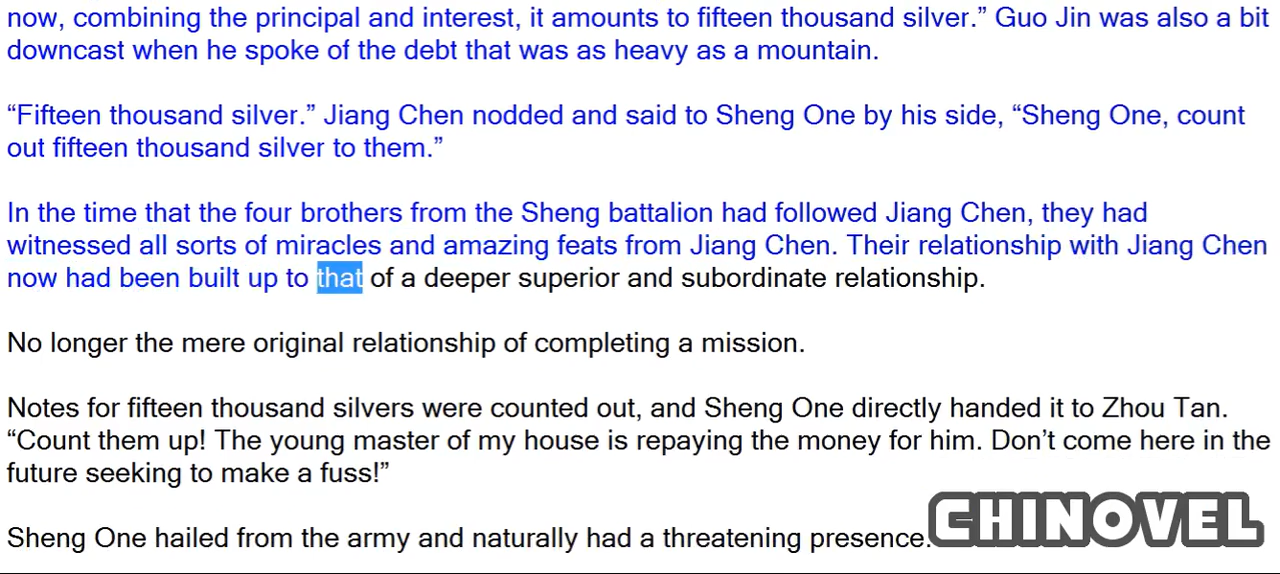 now, combining the principal and interest, it amounts to fifteen thousand silver.” Guo Jin was also a bit
downcast when he spoke of the debt that was as heavy as a mountain.
“Fifteen thousand silver.” Jiang Chen nodded and said to Sheng One by his side, “Sheng One, count
out fifteen thousand silver to them.”
In the time that the four brothers from the Sheng battalion had followed Jiang Chen, they had
witnessed all sorts of miracles and amazing feats from Jiang Chen. Their relationship with Jiang Chen
now had been built up to that of a deeper superior and subordinate relationship.
No longer the mere original relationship of completing a mission.
Notes for fifteen thousand silvers were counted out, and Sheng One directly handed it to Zhou Tan.
“Count them up! The young master of my house is repaying the money for him. Don’t come here in the
future seeking to make a fuss!”
Sheng One hailed from the army and naturally had a threatening presence.
CHINOVEL